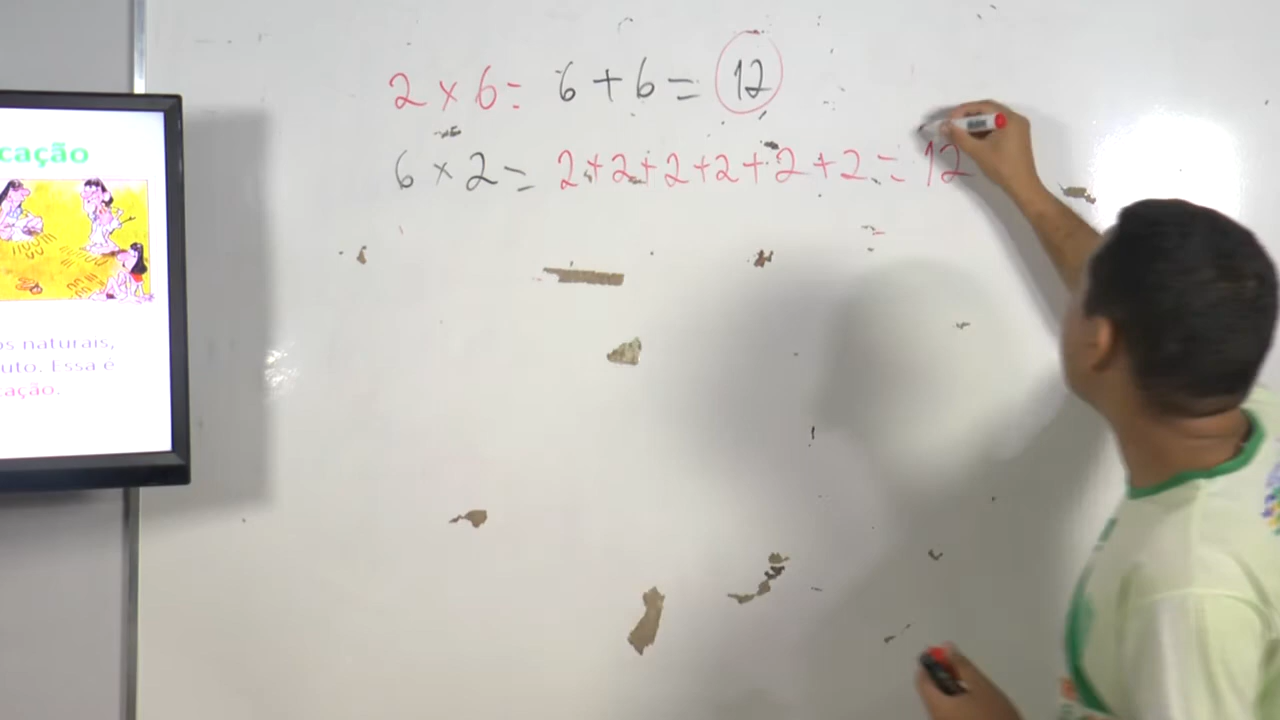 cação
os naturais,
uto. Essa é
cação.
2 × 6 = 6 + 6 = 12
6 × 2 = 2 + 2 + 2 + 2 + 2 + 2 = 12